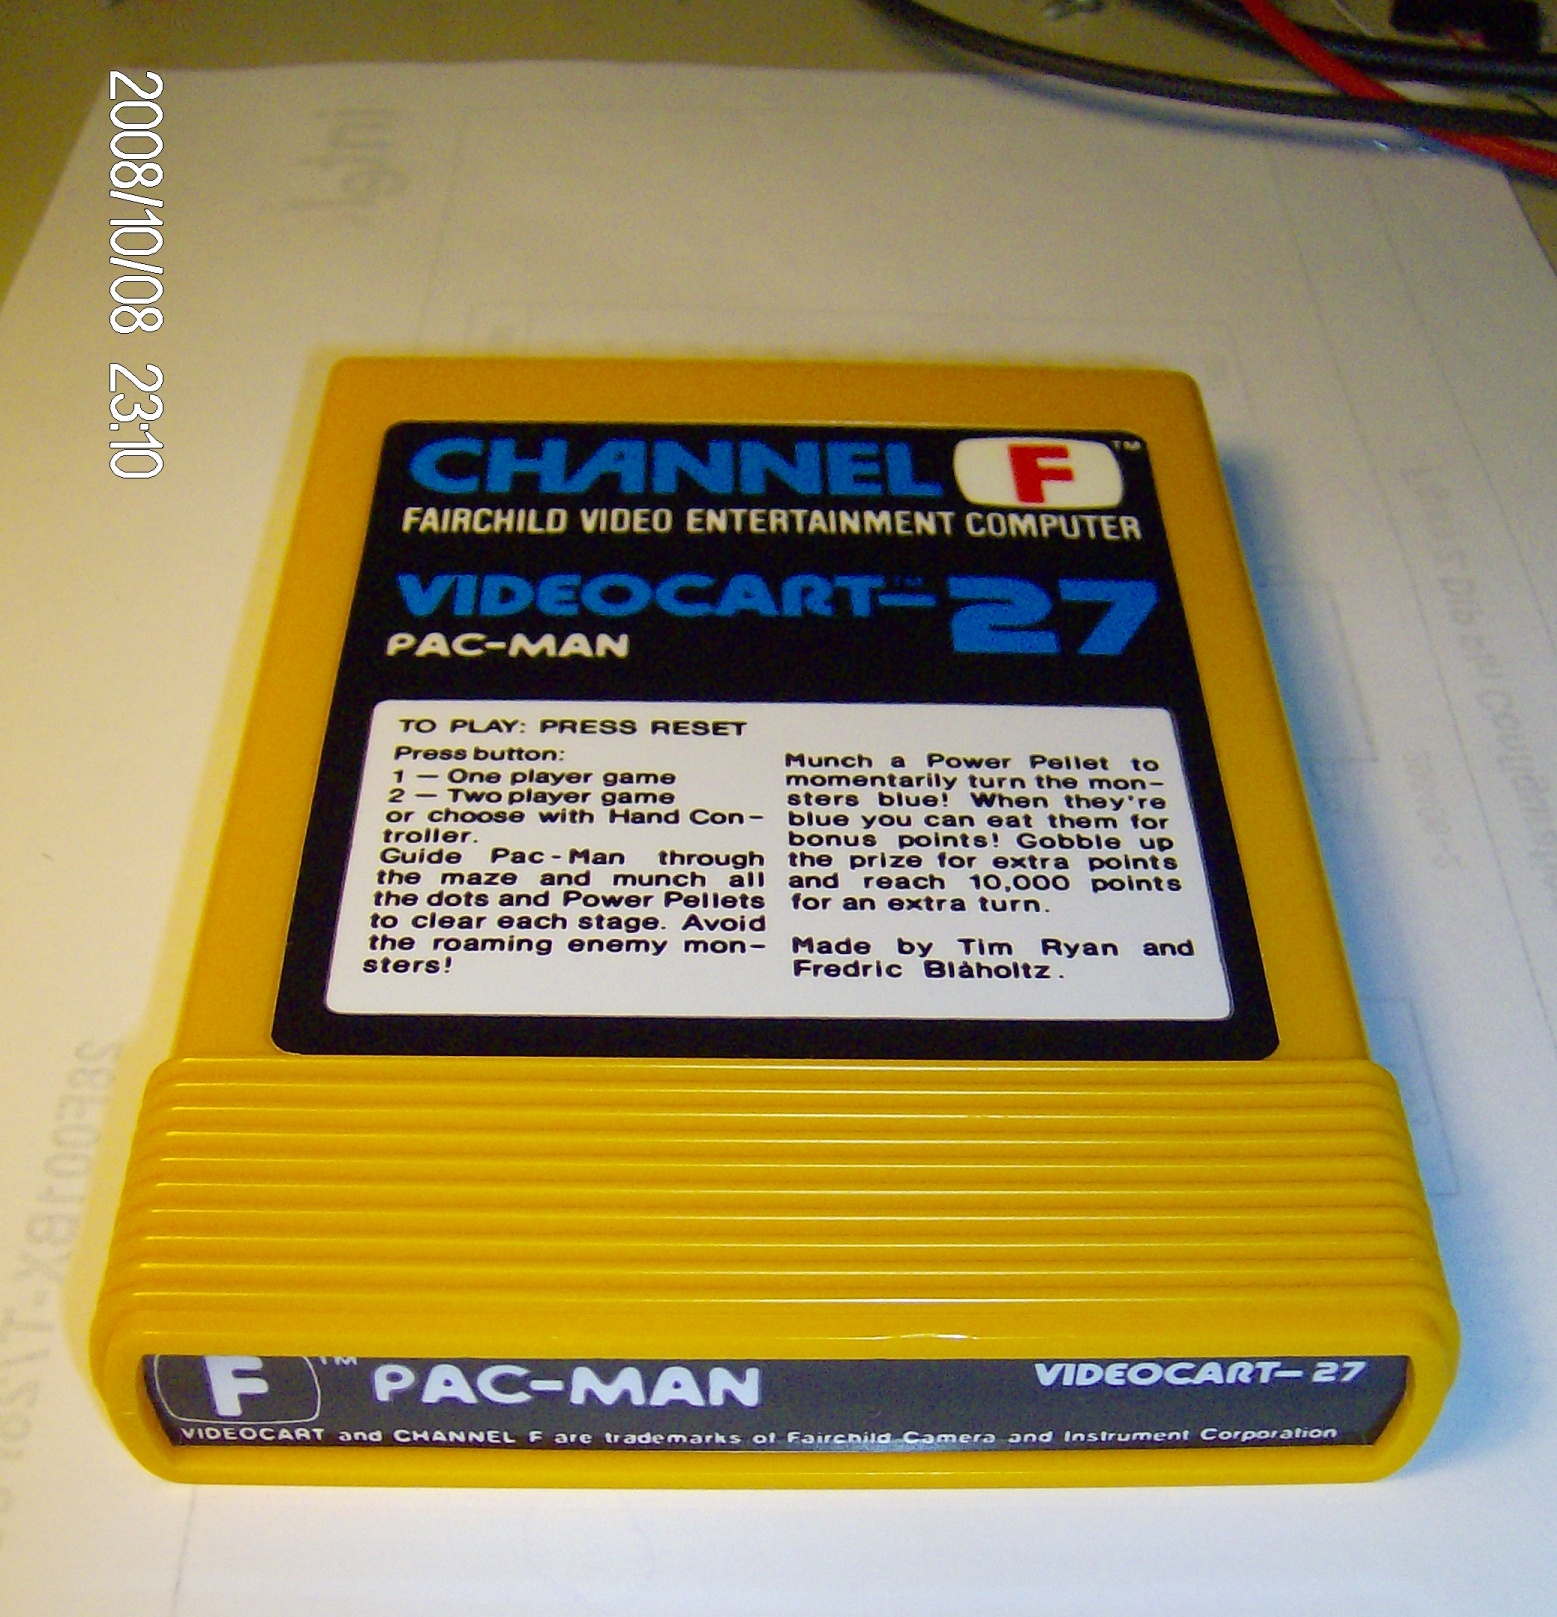 2008/10/08 23:10
intel
CHANNEL F™
FAIRCHILD VIDEO ENTERTAINMENT COMPUTER
VIDEOCART™-27
PAC-MAN
TO PLAY: PRESS RESET
Press button:
1 — One player game
2 — Two player game
or choose with Hand Con-
troller.
Guide Pac-Man through
the maze and munch all
the dots and Power Pellets
to clear each stage. Avoid
the roaming enemy mon-
sters!
Munch a Power Pellet to
momentarily turn the mon-
sters blue! When they're
blue you can eat them for
bonus points! Gobble up
the prize for extra points
and reach 10,000 points
for an extra turn.
Made by Tim Ryan and
Fredric Blåholtz.
F™ PAC-MAN VIDEOCART-27
VIDEOCART and CHANNEL F are trademarks of Fairchild Camera and Instrument Corporation